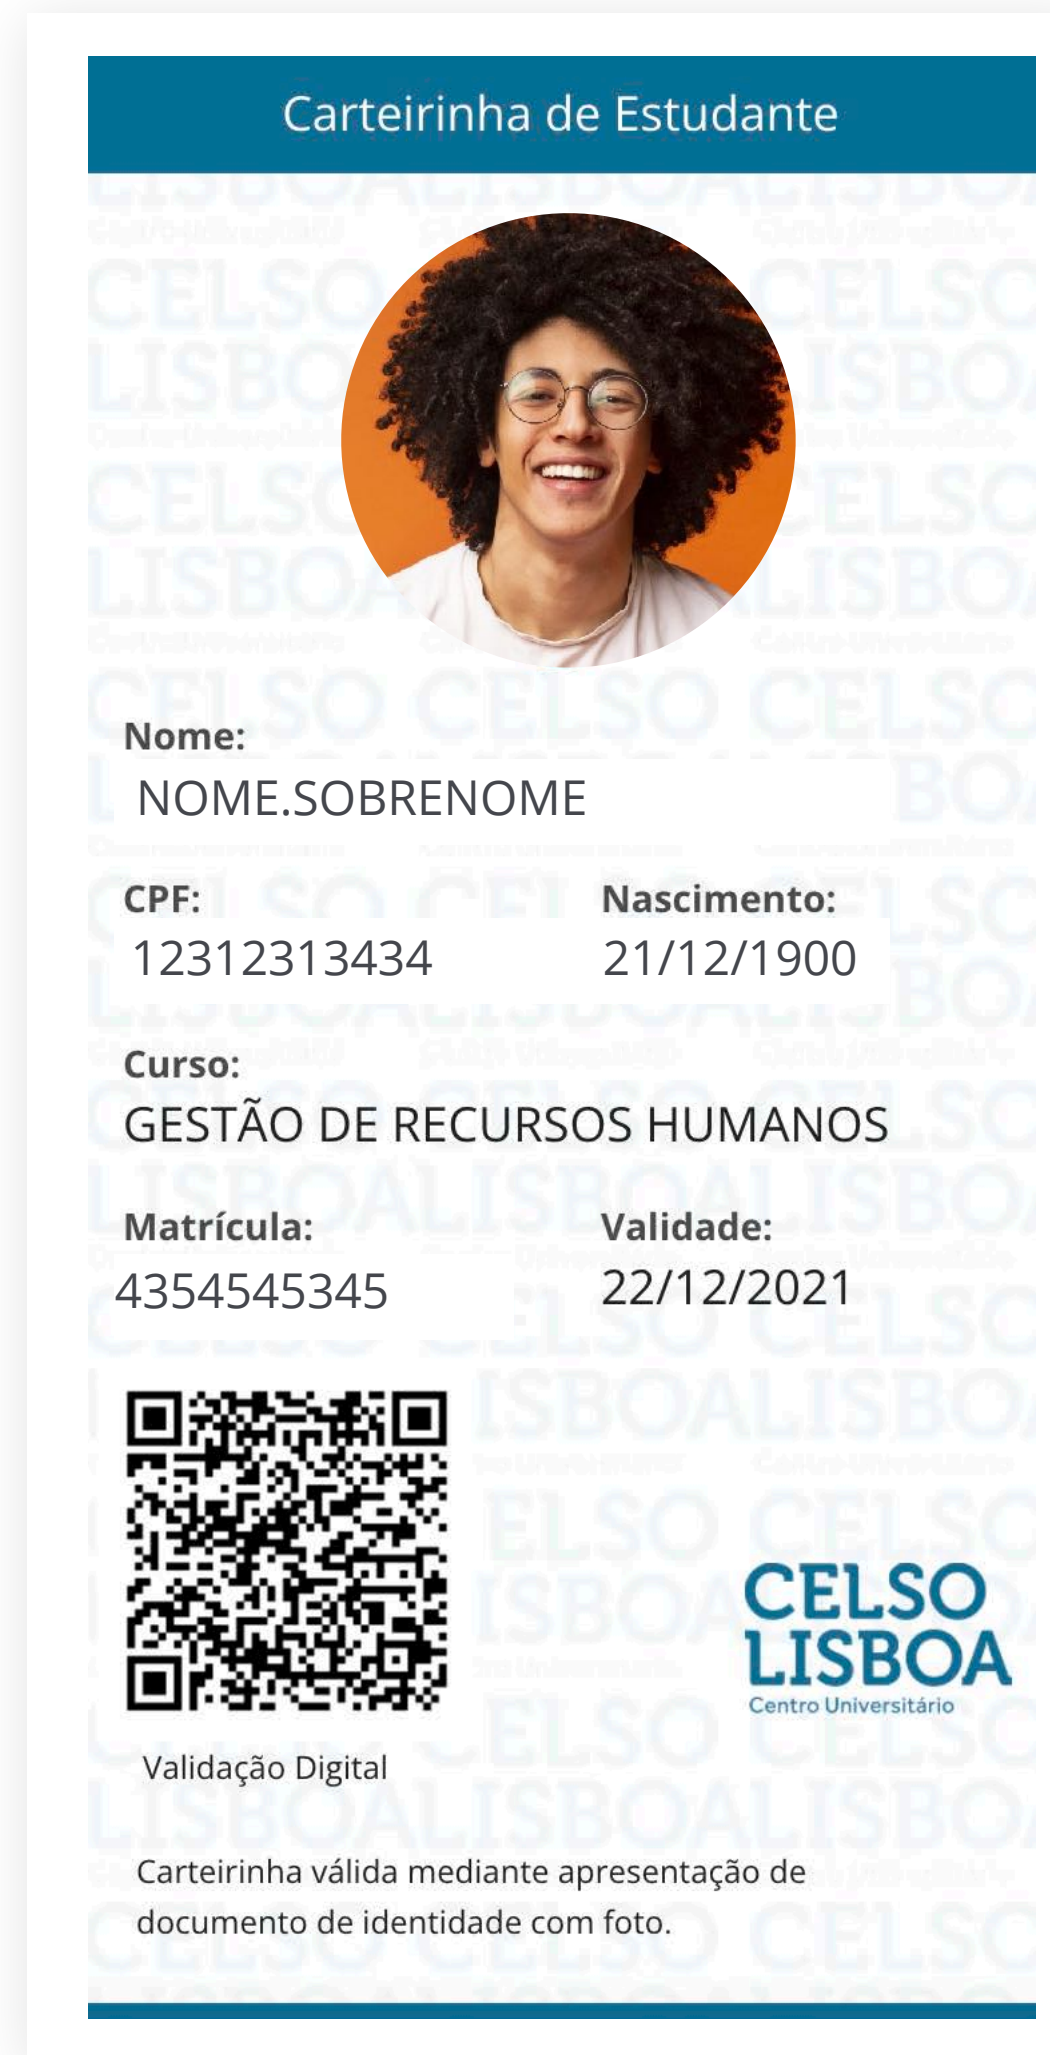 Carteirinha de Estudante
Nome:
NOME.SOBRENOME
CPF: Nascimento:
12312313434 21/12/1900
Curso:
GESTÃO DE RECURSOS HUMANOS
Matrícula: Validade:
4354545345 22/12/2021
CELSO
LISBOA
Centro Universitário
Validação Digital
Carteirinha válida mediante apresentação de
documento de identidade com foto.